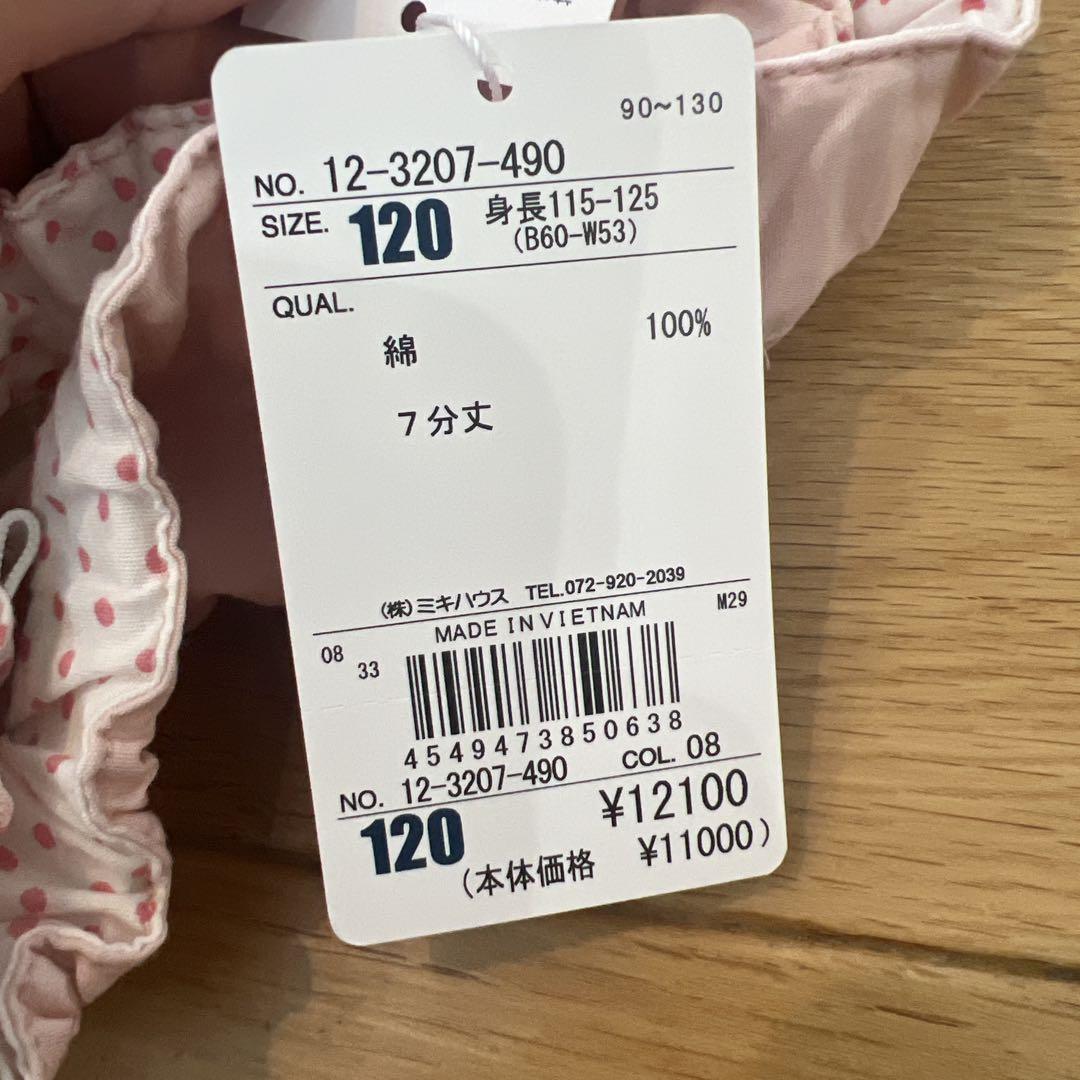 90~130
NO. 12-3207-490
SIZE. 120 身長115-125
(B60-W53)
QUAL.
綿 100%
7分丈
(株)ミキハウス TEL.072-920-2039
MADE IN VIETNAM M29
08
33
4549473850638
NO. 12-3207-490 COL. 08
120 ¥12100
(本体価格 ¥11000)